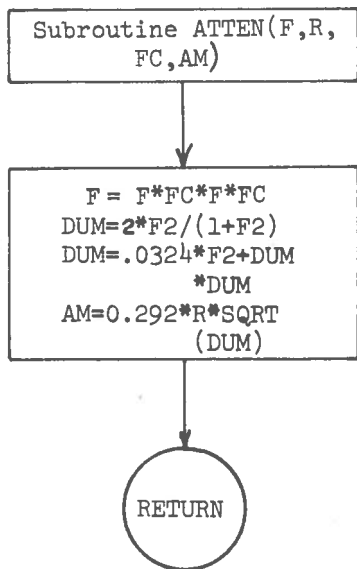 Subroutine ATTEN(F,R,
FC,AM)
F = F*FC*F*FC
DUM=2*F2/(1+F2)
DUM=.0324*F2+DUM
*DUM
AM=0.292*R*SQRT
(DUM)
RETURN